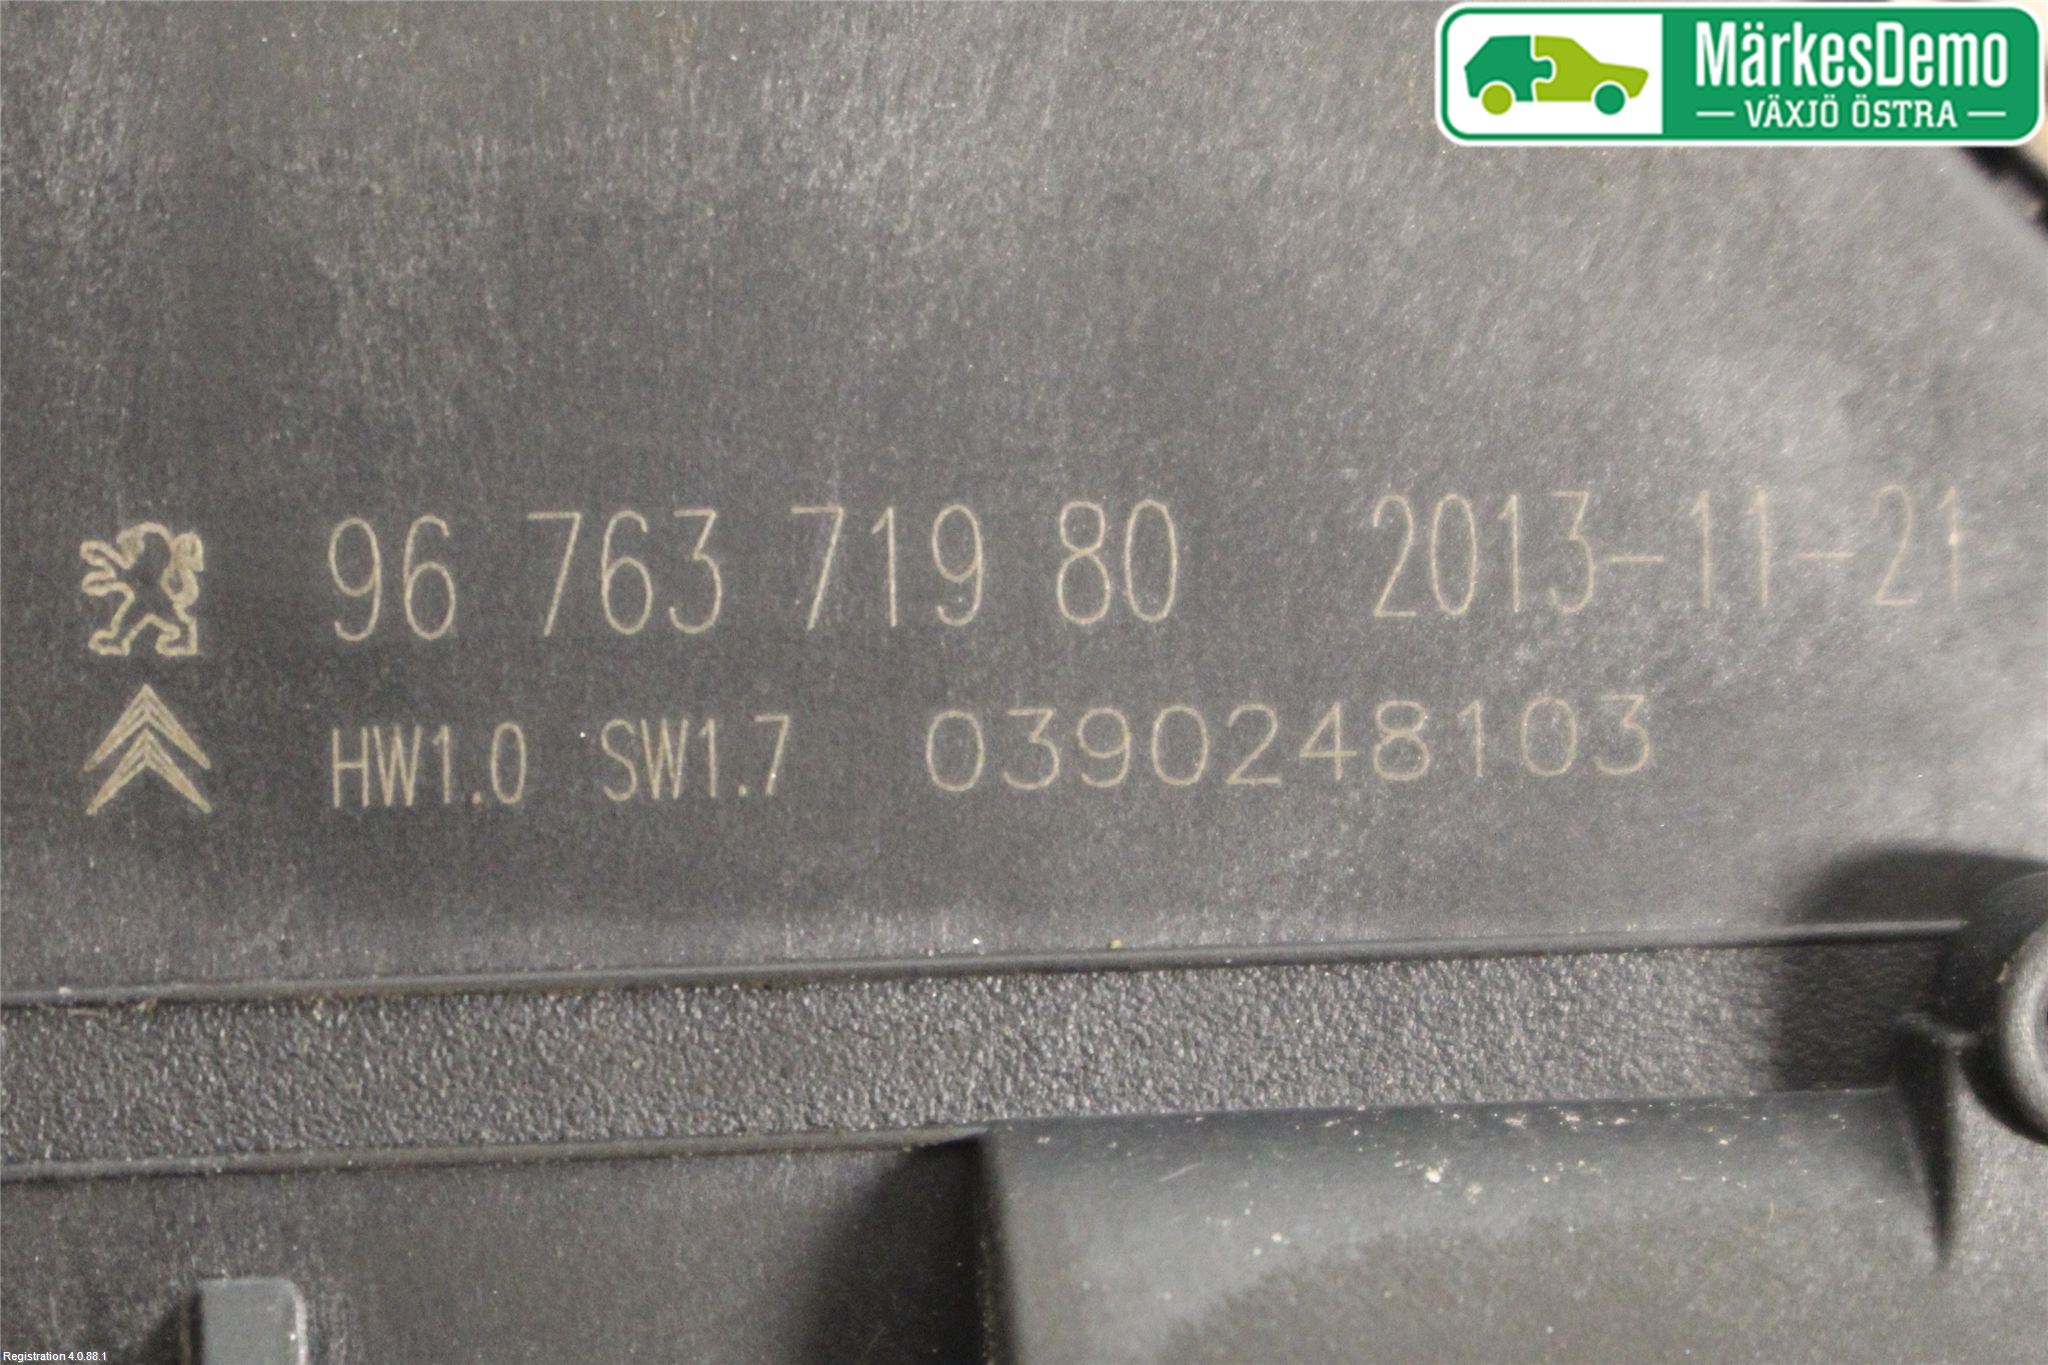 MärkesDemo
— VÄXJÖ ÖSTRA —
96 763 719 80 2013-11-21
HW1.0 SW1.7 0390248103
Registration 4.0.88.1